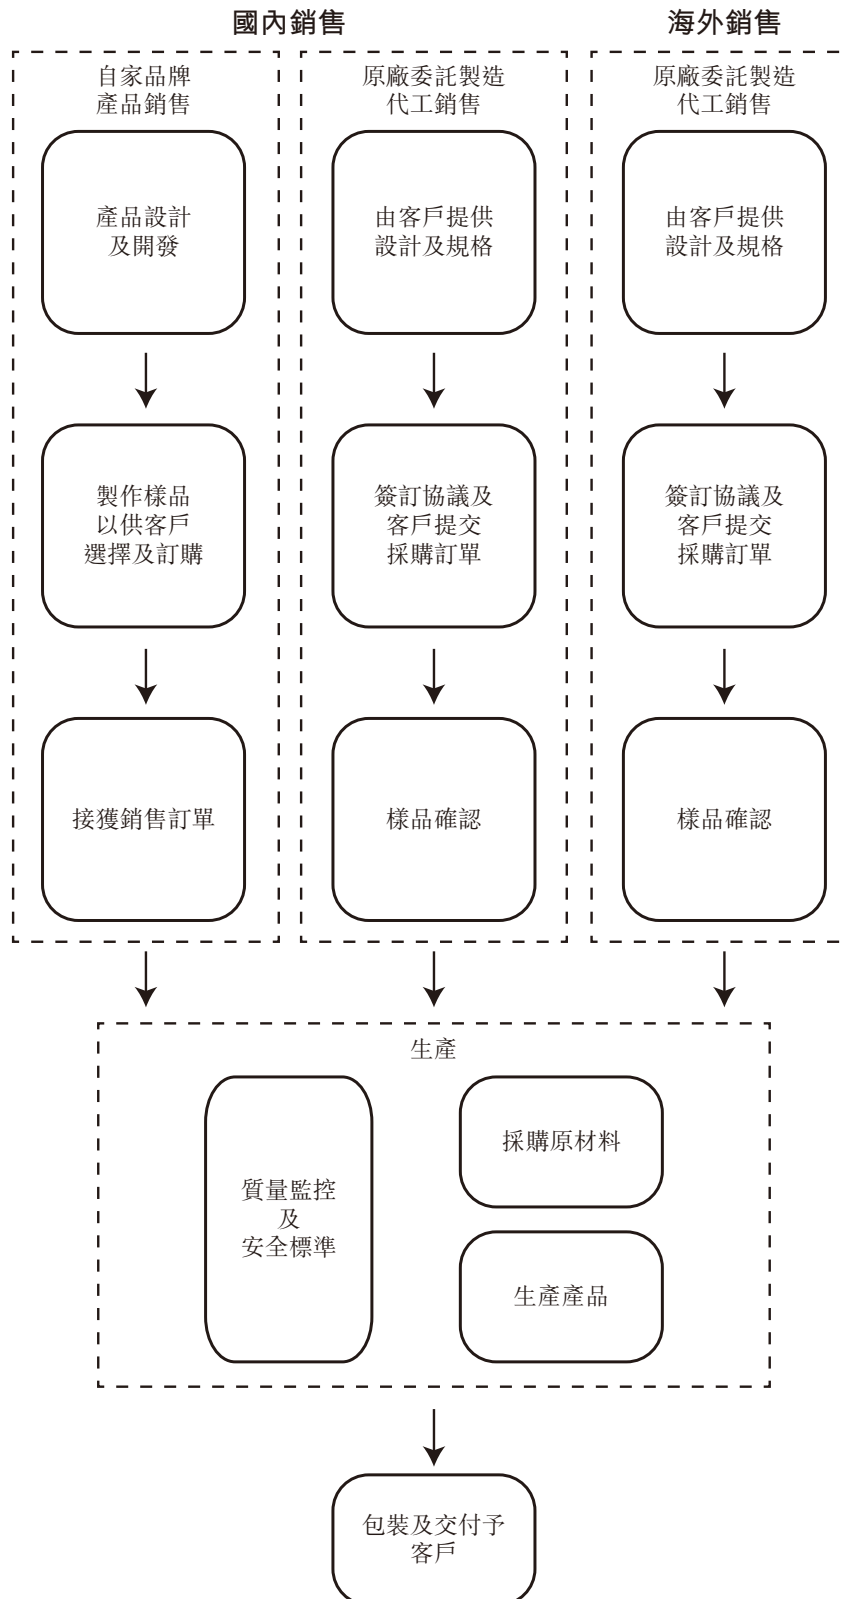 國內銷售
海外銷售
自家品牌
產品銷售
產品設計
及開發
製作樣品
以供客戶
選擇及訂購
接獲銷售訂單
原廠委託製造
代工銷售
由客戶提供
設計及規格
簽訂協議及
客戶提交
採購訂單
樣品確認
原廠委託製造
代工銷售
由客戶提供
設計及規格
簽訂協議及
客戶提交
採購訂單
樣品確認
生產
質量監控
及
安全標準
採購原材料
生產產品
包裝及交付予
客戶